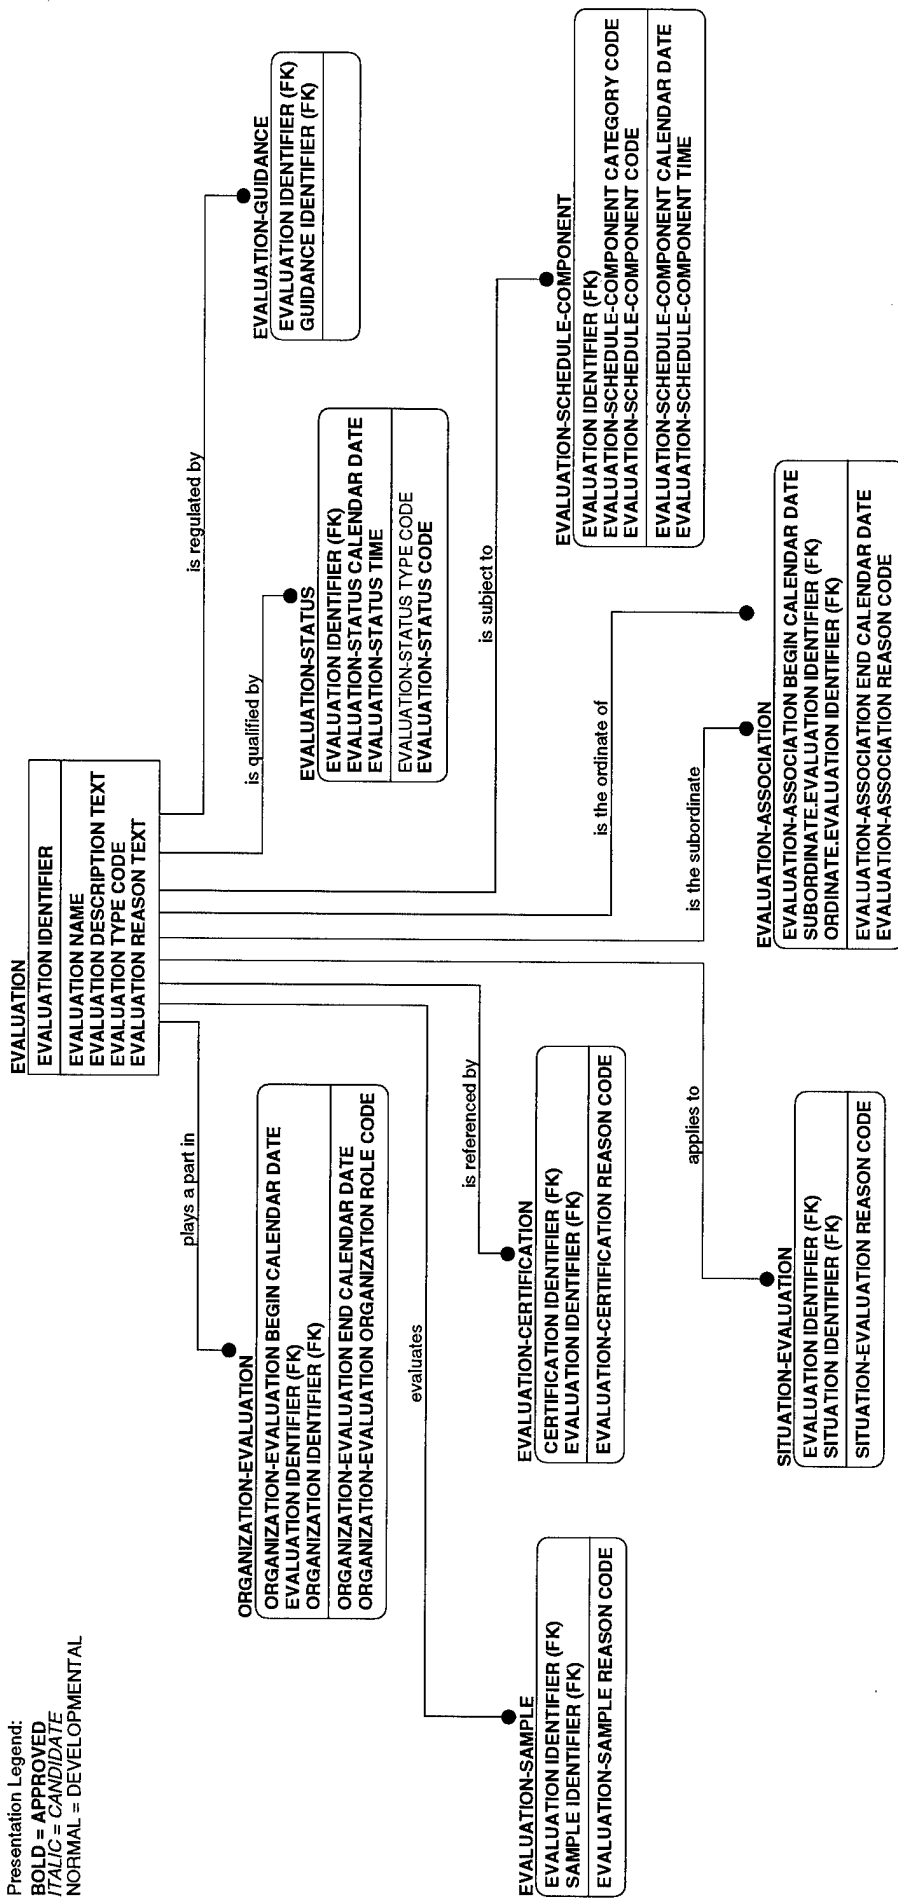 Presentation Legend:
BOLD = APPROVED
ITALIC = CANDIDATE
NORMAL = DEVELOPMENTAL
EVALUATION
EVALUATION IDENTIFIER
EVALUATION NAME
EVALUATION DESCRIPTION TEXT
EVALUATION TYPE CODE
EVALUATION REASON TEXT
plays a part in
is regulated by
ORGANIZATION-EVALUATION
ORGANIZATION-EVALUATION BEGIN CALENDAR DATE
EVALUATION IDENTIFIER (FK)
ORGANIZATION IDENTIFIER (FK)
ORGANIZATION-EVALUATION END CALENDAR DATE
ORGANIZATION-EVALUATION ORGANIZATION ROLE CODE
is qualified by
EVALUATION-STATUS
EVALUATION IDENTIFIER (FK)
EVALUATION-STATUS CALENDAR DATE
EVALUATION-STATUS TIME
EVALUATION-STATUS TYPE CODE
EVALUATION-STATUS CODE
EVALUATION-GUIDANCE
EVALUATION IDENTIFIER (FK)
GUIDANCE IDENTIFIER (FK)
evaluates
is referenced by
is subject to
EVALUATION-SAMPLE
EVALUATION IDENTIFIER (FK)
SAMPLE IDENTIFIER (FK)
EVALUATION-SAMPLE REASON CODE
EVALUATION-CERTIFICATION
CERTIFICATION IDENTIFIER (FK)
EVALUATION IDENTIFIER (FK)
EVALUATION-CERTIFICATION REASON CODE
EVALUATION-SCHEDULE-COMPONENT
EVALUATION IDENTIFIER (FK)
EVALUATION-SCHEDULE-COMPONENT CATEGORY CODE
EVALUATION-SCHEDULE-COMPONENT CODE
EVALUATION-SCHEDULE-COMPONENT CALENDAR DATE
EVALUATION-SCHEDULE-COMPONENT TIME
is the ordinate of
applies to
is the subordinate
SITUATION-EVALUATION
EVALUATION IDENTIFIER (FK)
SITUATION IDENTIFIER (FK)
SITUATION-EVALUATION REASON CODE
EVALUATION-ASSOCIATION
EVALUATION-ASSOCIATION BEGIN CALENDAR DATE
SUBORDINATE.EVALUATION IDENTIFIER (FK)
ORDINATE.EVALUATION IDENTIFIER (FK)
EVALUATION-ASSOCIATION END CALENDAR DATE
EVALUATION-ASSOCIATION REASON CODE